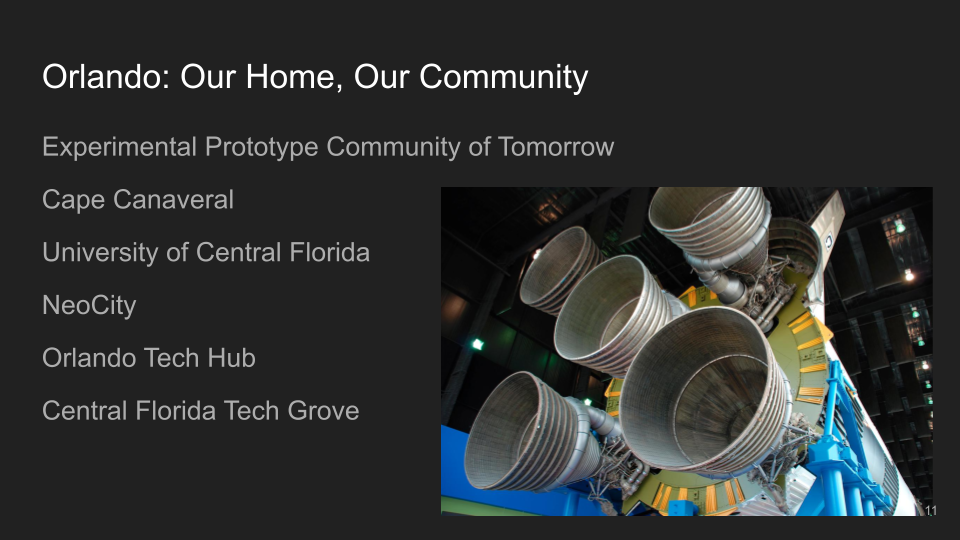 Orlando: Our Home, Our Community
Experimental Prototype Community of Tomorrow
Cape Canaveral
University of Central Florida
NeoCity
Orlando Tech Hub
Central Florida Tech Grove
11